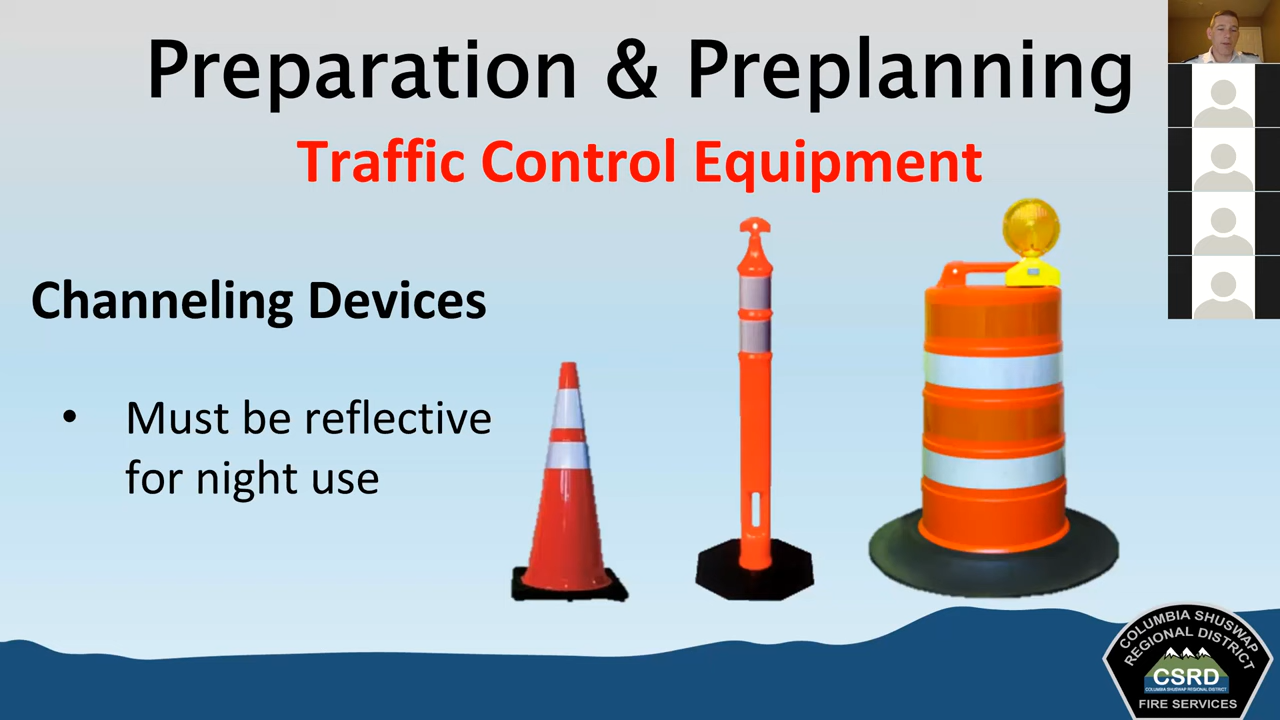 Preparation & Preplanning
Traffic Control Equipment
Channeling Devices
• Must be reflective
for night use
COLUMBIA SHUSWAP
REGIONAL DISTRICT
CSRD
COLUMBIA SHUSWAP REGIONAL DISTRICT
FIRE SERVICES